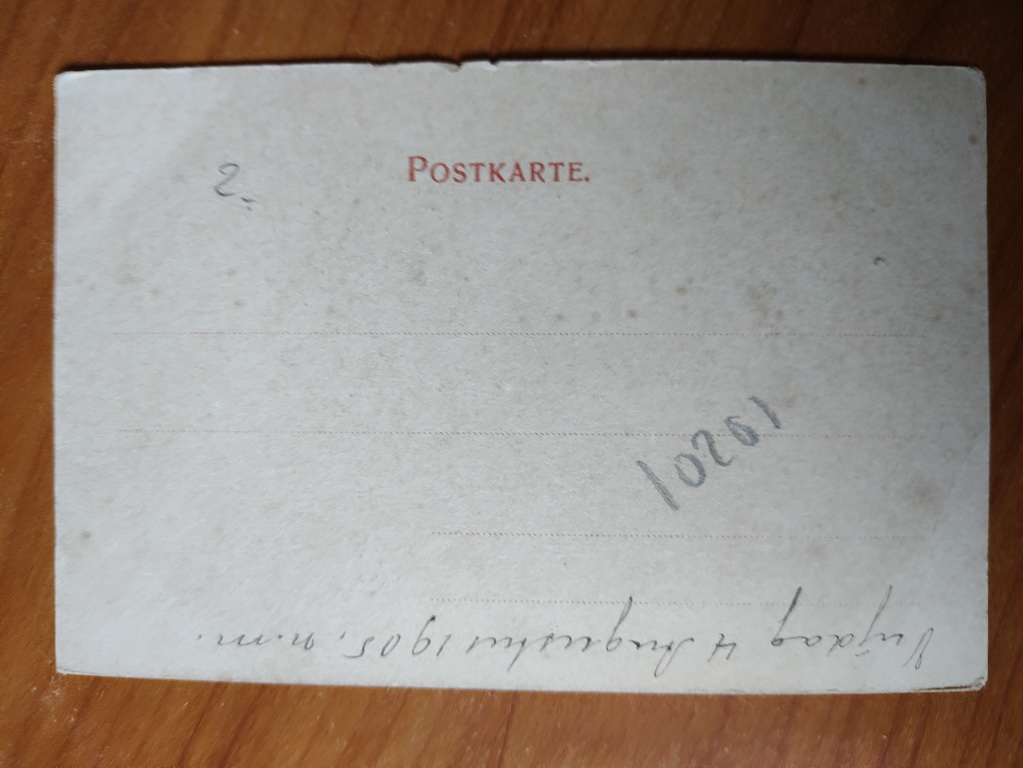 POSTKARTE.
2.-
10201
Vrijdag 4 Augustus 1905, n.m.